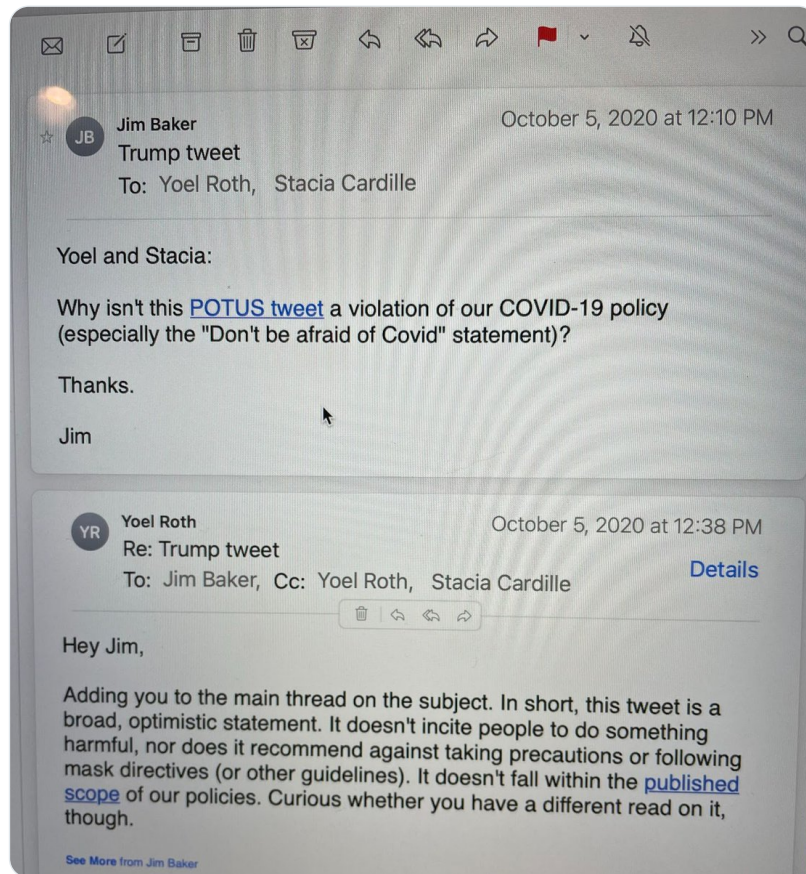 Jim Baker
October 5, 2020 at 12:10 PM
JB
Trump tweet
To: Yoel Roth, Stacia Cardille
Yoel and Stacia:
Why isn't this POTUS tweet a violation of our COVID-19 policy
(especially the "Don't be afraid of Covid" statement)?
Thanks.
Jim
Yoel Roth
October 5, 2020 at 12:38 PM
YR
Re: Trump tweet
To: Jim Baker, Cc: Yoel Roth, Stacia Cardille
Details
Hey Jim,
Adding you to the main thread on the subject. In short, this tweet is a
broad, optimistic statement. It doesn't incite people to do something
harmful, nor does it recommend against taking precautions or following
mask directives (or other guidelines). It doesn't fall within the published
scope of our policies. Curious whether you have a different read on it,
though.
See More from Jim Baker